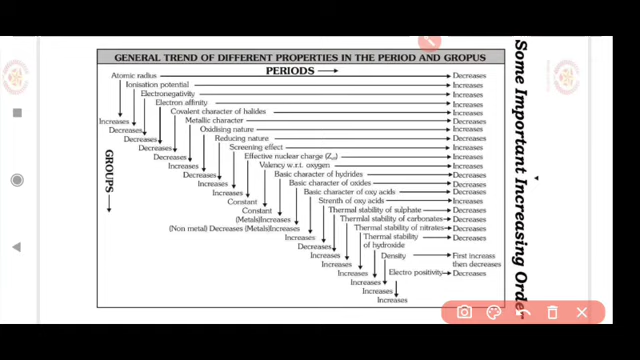 GENERAL TREND OF DIFFERENT PROPERTIES IN THE PERIOD AND GROPUS
PERIODS
Atomic radius Decreases
Ionisation potential Increases
Electronegativity Increases
Electron affinity Increases
Covalent character of halides Increases
Increases Metallic character Decreases
Decreases Oxidising nature Increases
Decreases Reducing nature Decreases
Decreases Screening effect Increases
Decreases Effective nuclear charge (Zeff) Increases
Increases Valency w.r.t. oxygen Increases
Decreases Basic character of hydrides Decreases
Increases Basic character of oxides Decreases
Increases Basic character of oxy acids Decreases
Constant Strenth of oxy acids Increases
Constant Thermal stability of sulphate Decreases
(Metals)Increases Thermlal stability of carbonates Decreases
(Non metal) Decreases (Metals)Increases Thermal stability of nitrates Decreases
Increases Thermal stability Decreases
Decreases of hydroxide
Increases Density First increass
Increases then decreases
Increases Electro positivity Decreases
Increases
Increases
Increases
GROUPS
Some Important Increasing Order